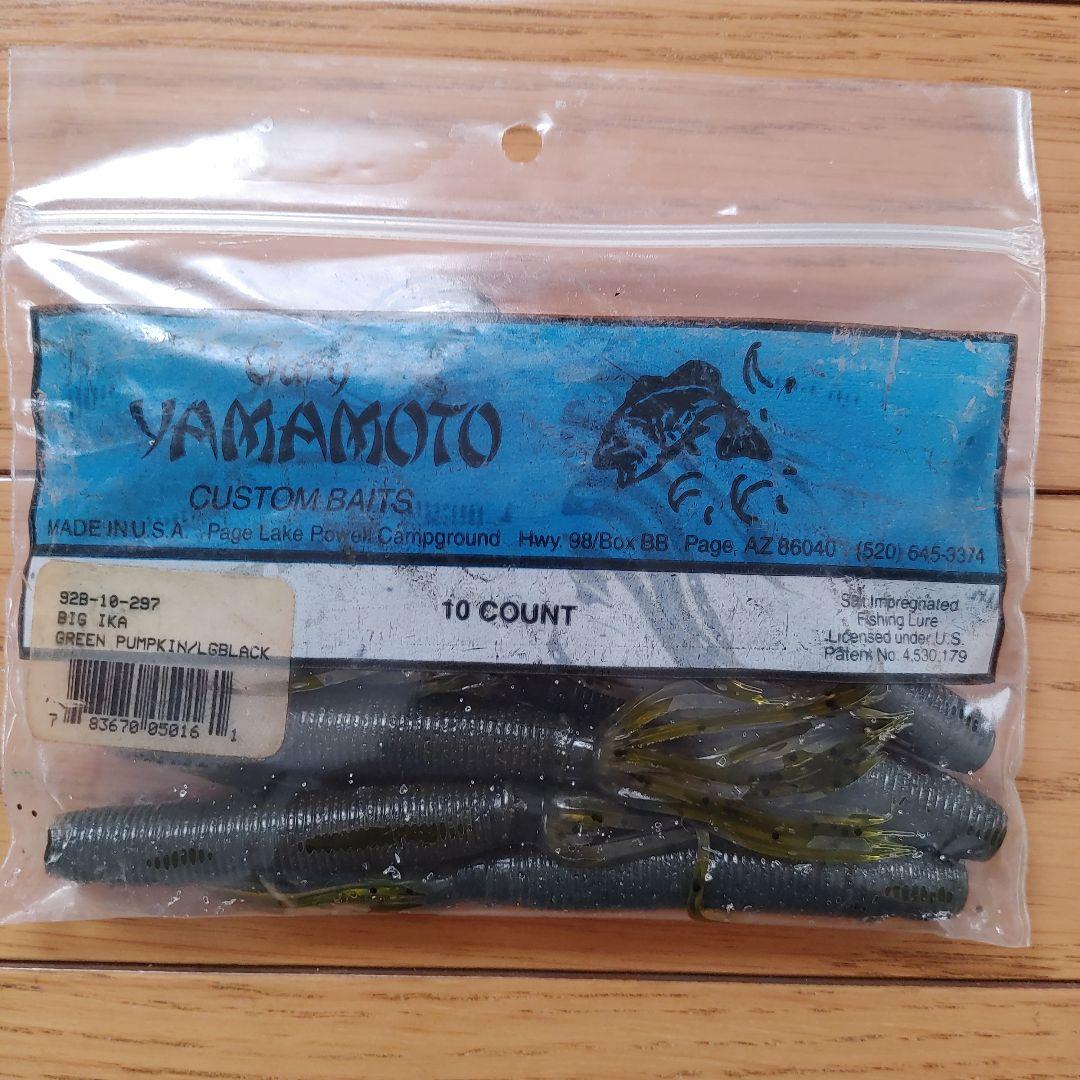 Gary
YAMAMOTO
CUSTOM BAITS
MADE IN U.S.A. Page Lake Powell Campground Hwy. 98/Box BB Page, AZ 86040 (520) 645-3374
92B-10-297
BIG IKA
GREEN PUMPKIN/LGBLACK
7 83670 05016 1
10 COUNT
Salt Impregnated
Fishing Lure
Licensed under U.S.
Patent No. 4,530,179